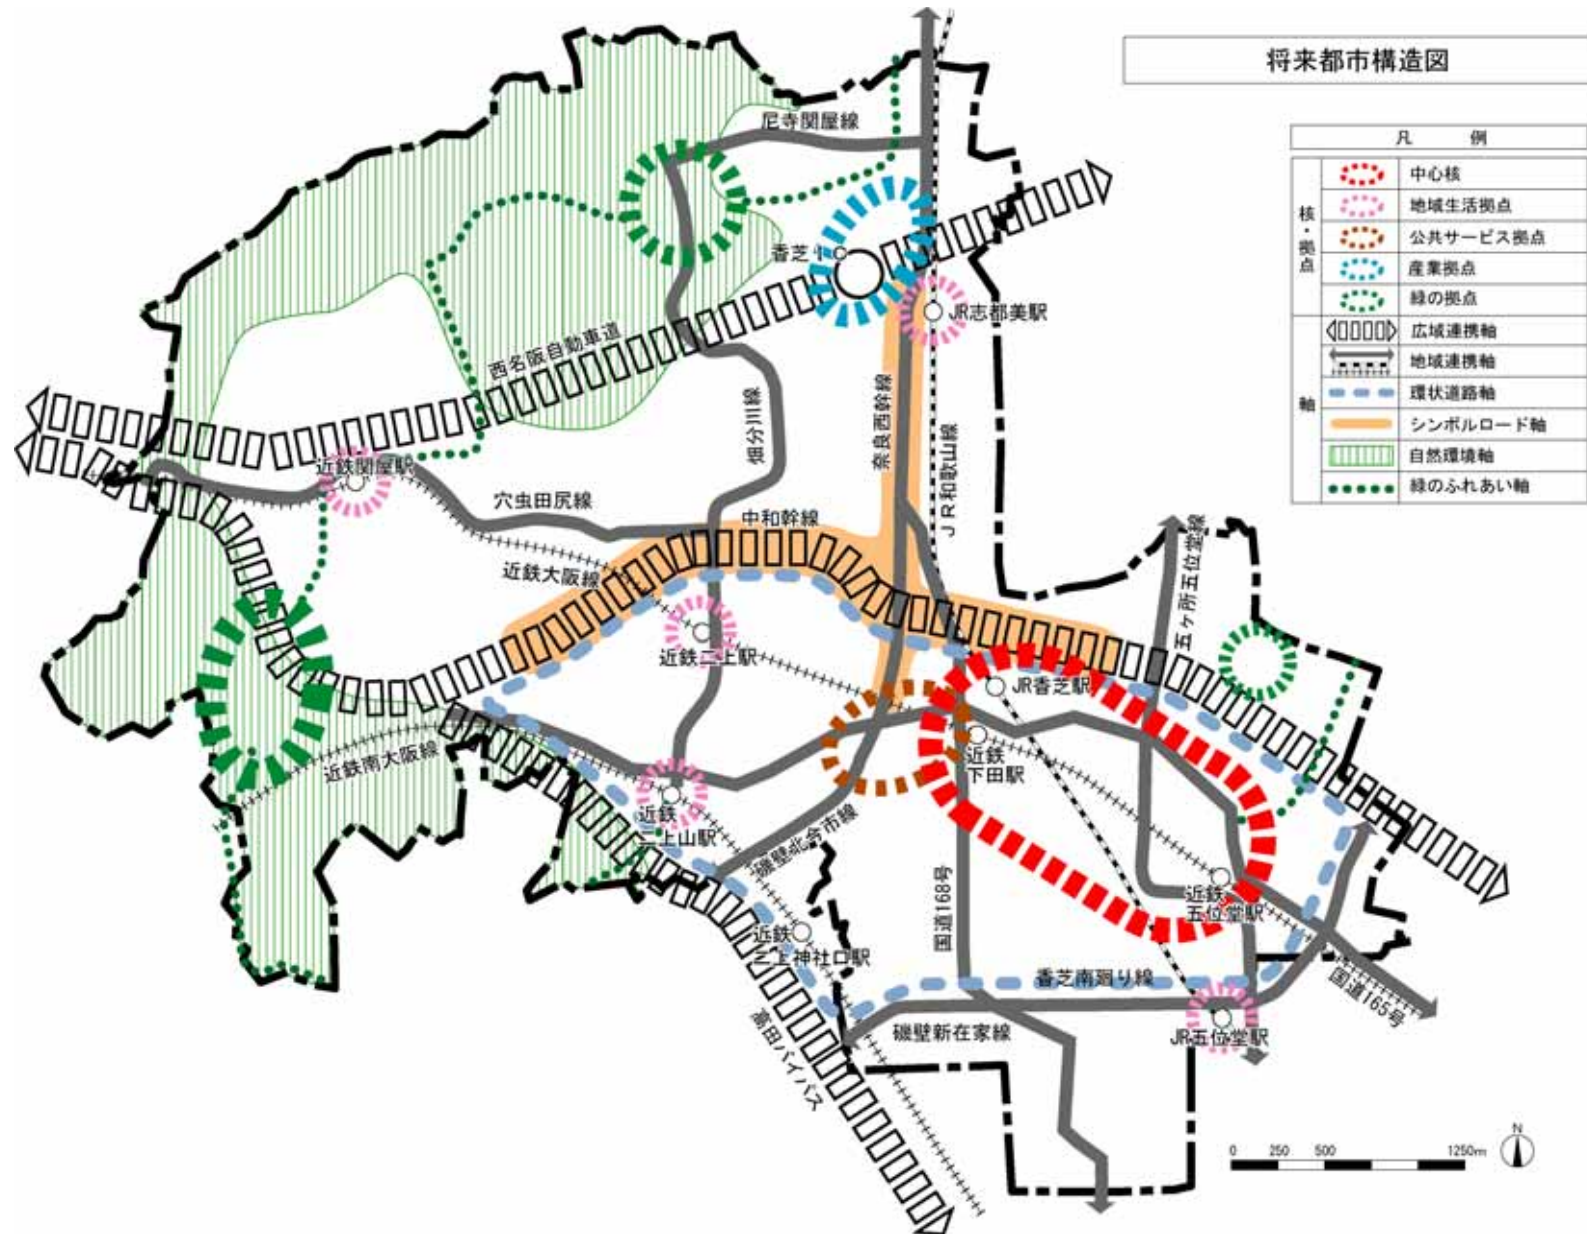 将来都市構造図
凡 例
核・拠点
中心核
地域生活拠点
公共サービス拠点
産業拠点
緑の拠点
軸
広域連携軸
地域連携軸
環状道路軸
シンボルロード軸
自然環境軸
緑のふれあい軸
尼寺関屋線
香芝IC
JR志都美駅
西名阪自動車道
畑分川線
奈良西幹線
JR和歌山線
近鉄関屋駅
穴虫田尻線
中和幹線
近鉄大阪線
五ヶ所五位堂線
近鉄二上駅
JR香芝駅
近鉄南大阪線
近鉄
下田駅
近鉄
二上山駅
磯壁北今市線
国道168号
近鉄
五位堂駅
近鉄
二上神社口駅
香芝南廻り線
国道165号
高田バイパス
磯壁新在家線
JR五位堂駅
N
0 250 500 1250m